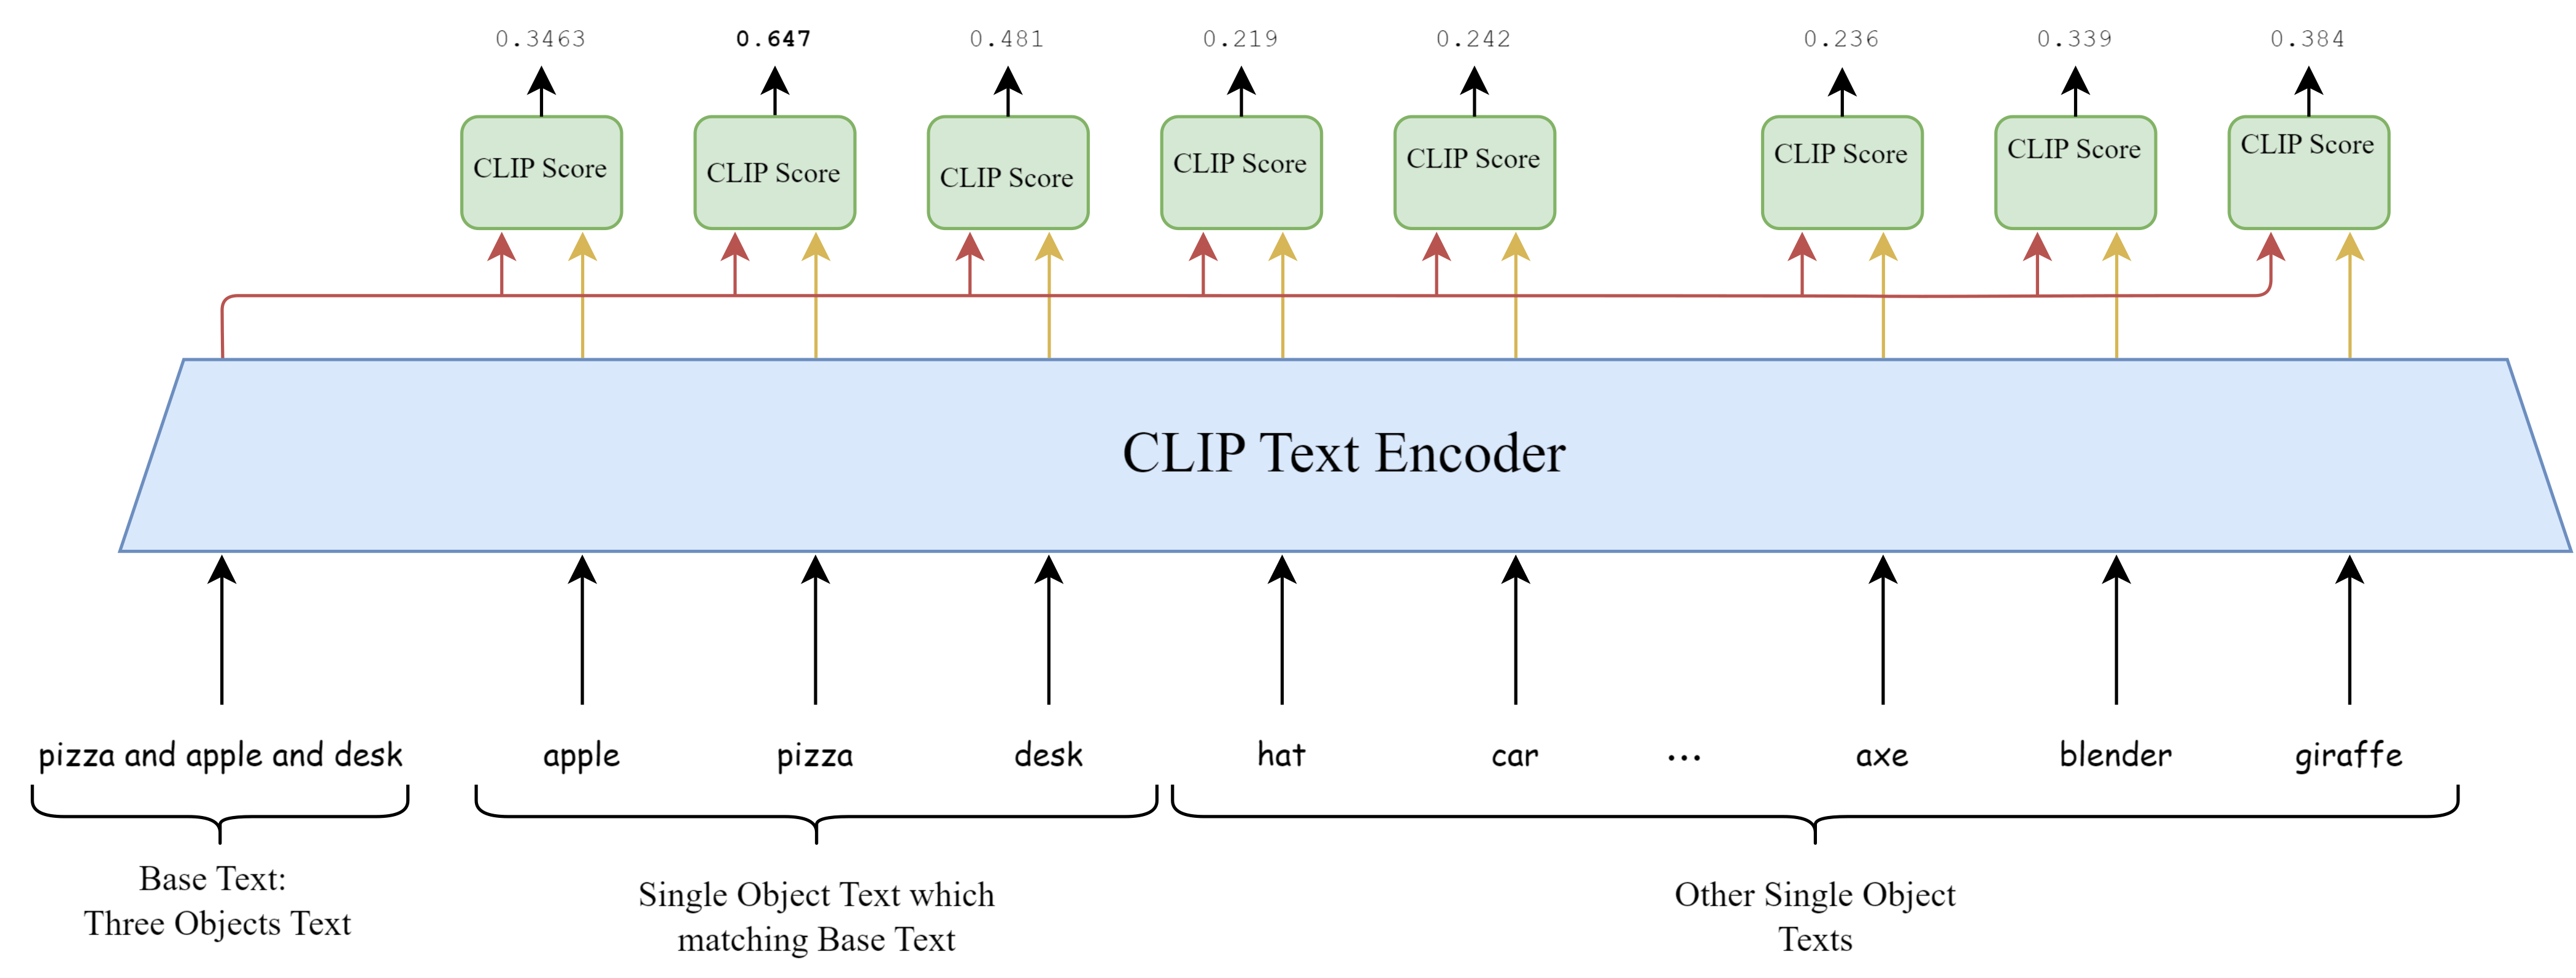 0.3463 0.647 0.481 0.219 0.242 0.236 0.339 0.384
CLIP Score CLIP Score CLIP Score CLIP Score CLIP Score CLIP Score CLIP Score CLIP Score
CLIP Text Encoder
pizza and apple and desk apple pizza desk hat car ... axe blender giraffe
Base Text:
Three Objects Text
Single Object Text which
matching Base Text
Other Single Object
Texts